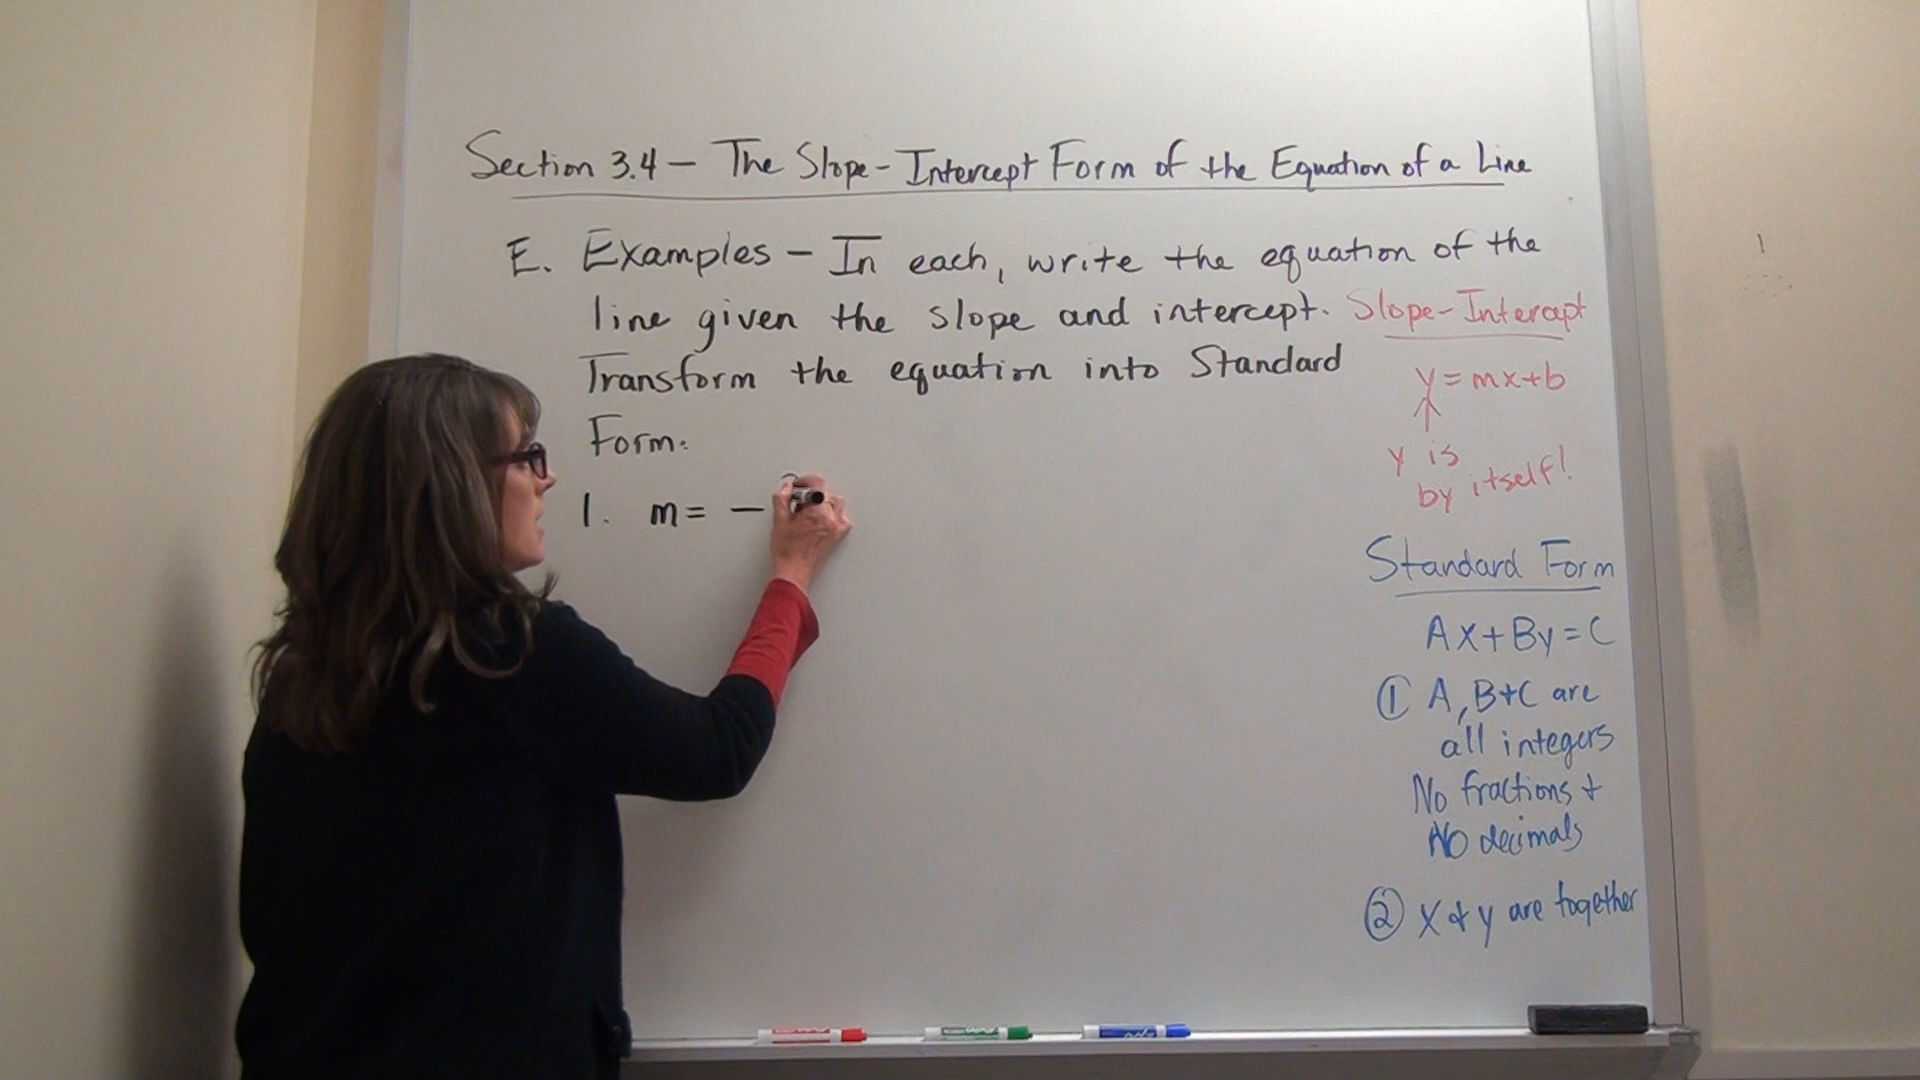 Section 3.4 – The Slope-Intercept Form of the Equation of a Line
E. Examples – In each, write the equation of the
line given the slope and intercept.
Transform the equation into Standard
Form.
1. m = –
Slope-Intercept
y = mx+b
y is
by itself!
Standard Form
Ax+By=C
① A, B+C are
all integers
No fractions +
No decimals
② x & y are together